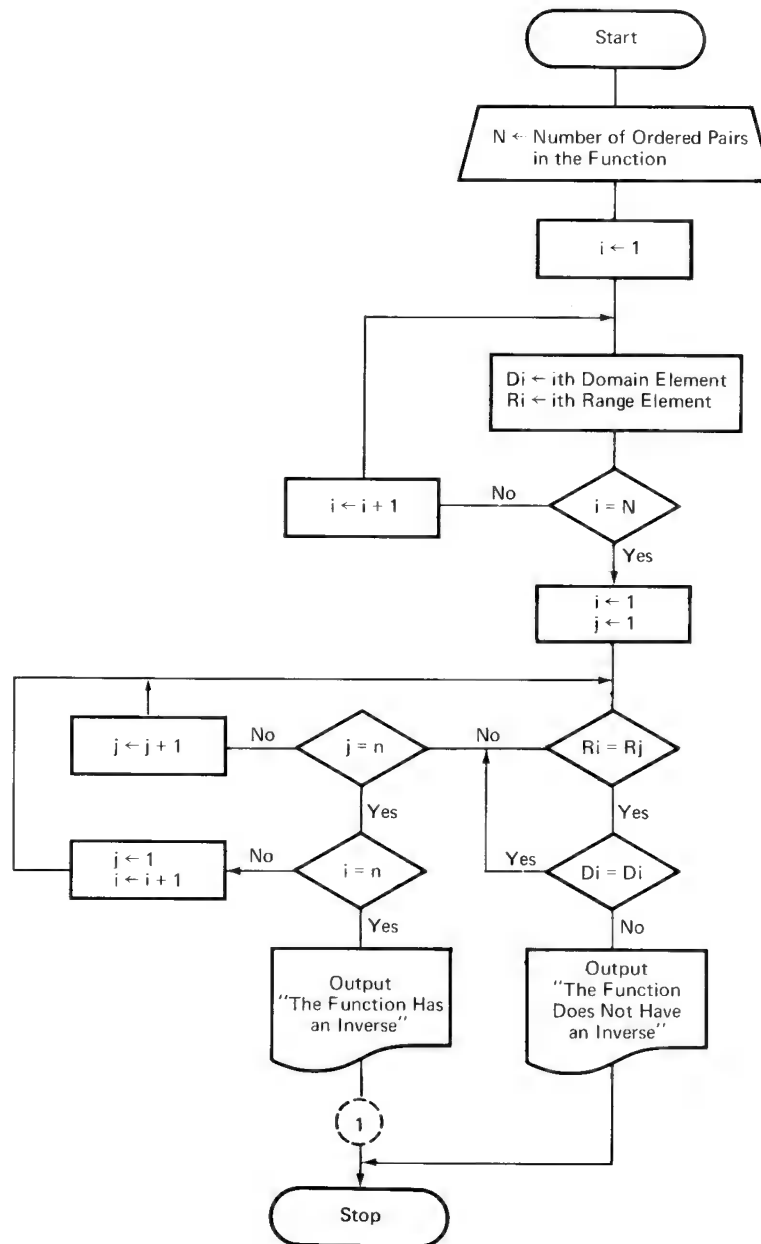 Start
N ← Number of Ordered Pairs
in the Function
i ← 1
Di ← ith Domain Element
Ri ← ith Range Element
i ← i + 1
No
i = N
Yes
i ← 1
j ← 1
j ← j + 1
No
j = n
No
Ri = Rj
Yes
Yes
j ← 1
i ← i + 1
No
i = n
Yes
Di = Di
Yes
No
Output
"The Function Has
an Inverse"
Output
"The Function
Does Not Have
an Inverse"
1
Stop